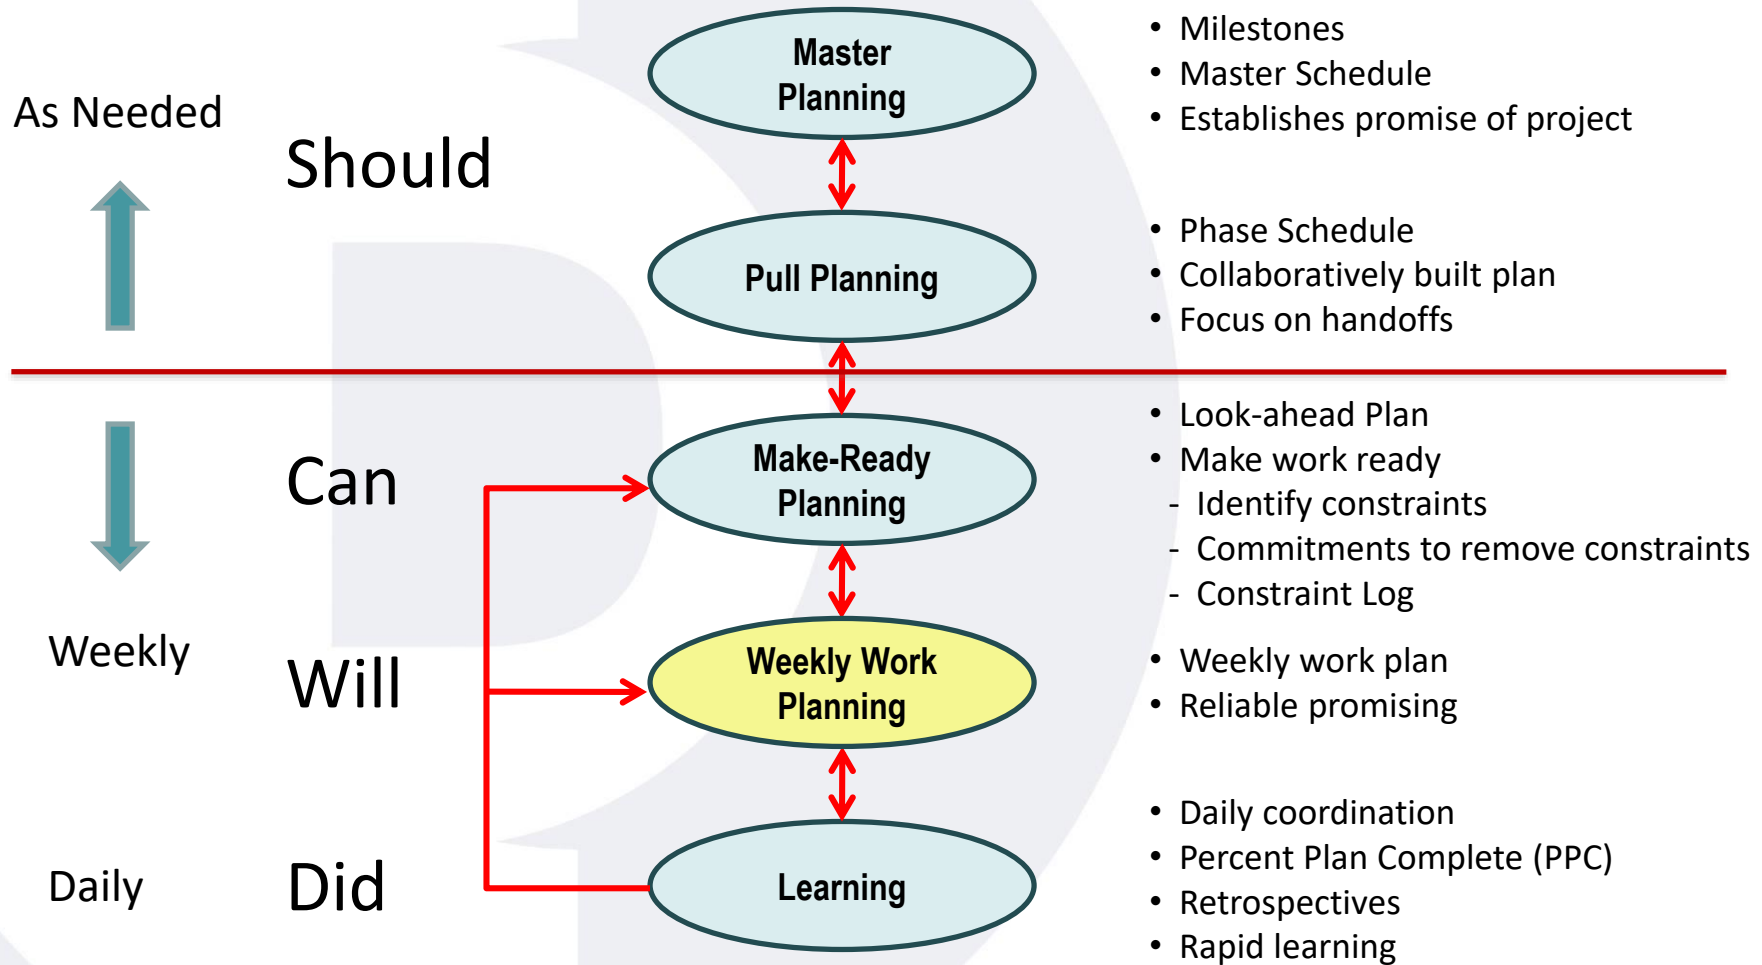 As Needed
Should
Master
Planning
• Milestones
• Master Schedule
• Establishes promise of project
Pull Planning
• Phase Schedule
• Collaboratively built plan
• Focus on handoffs
Can
Make-Ready
Planning
• Look-ahead Plan
• Make work ready
- Identify constraints
- Commitments to remove constraints
- Constraint Log
Weekly
Will
Weekly Work
Planning
• Weekly work plan
• Reliable promising
Daily
Did
Learning
• Daily coordination
• Percent Plan Complete (PPC)
• Retrospectives
• Rapid learning